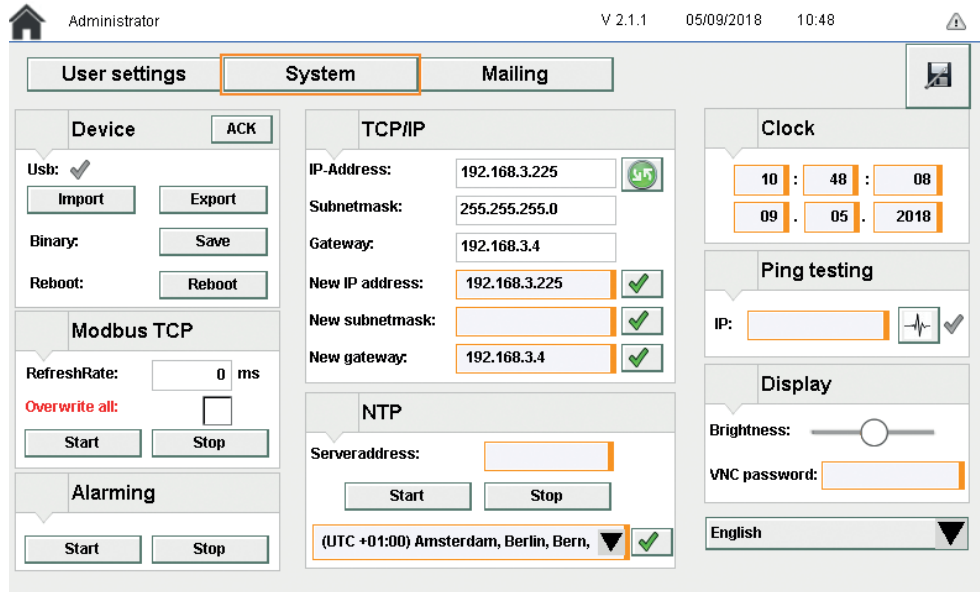 Administrator V 2.1.1 05/09/2018 10:48
User settings System Mailing
Device ACK
Usb:
Import Export
Binary: Save
Reboot: Reboot
Modbus TCP
RefreshRate: 0 ms
Overwrite all:
Start Stop
Alarming
Start Stop
TCP/IP
IP-Address: 192.168.3.225
Subnetmask: 255.255.255.0
Gateway: 192.168.3.4
New IP address: 192.168.3.225
New subnetmask:
New gateway: 192.168.3.4
NTP
Serveraddress:
Start Stop
(UTC +01:00) Amsterdam, Berlin, Bern,
Clock
10 : 48 : 08
09 . 05 . 2018
Ping testing
IP:
Display
Brightness:
VNC password:
English